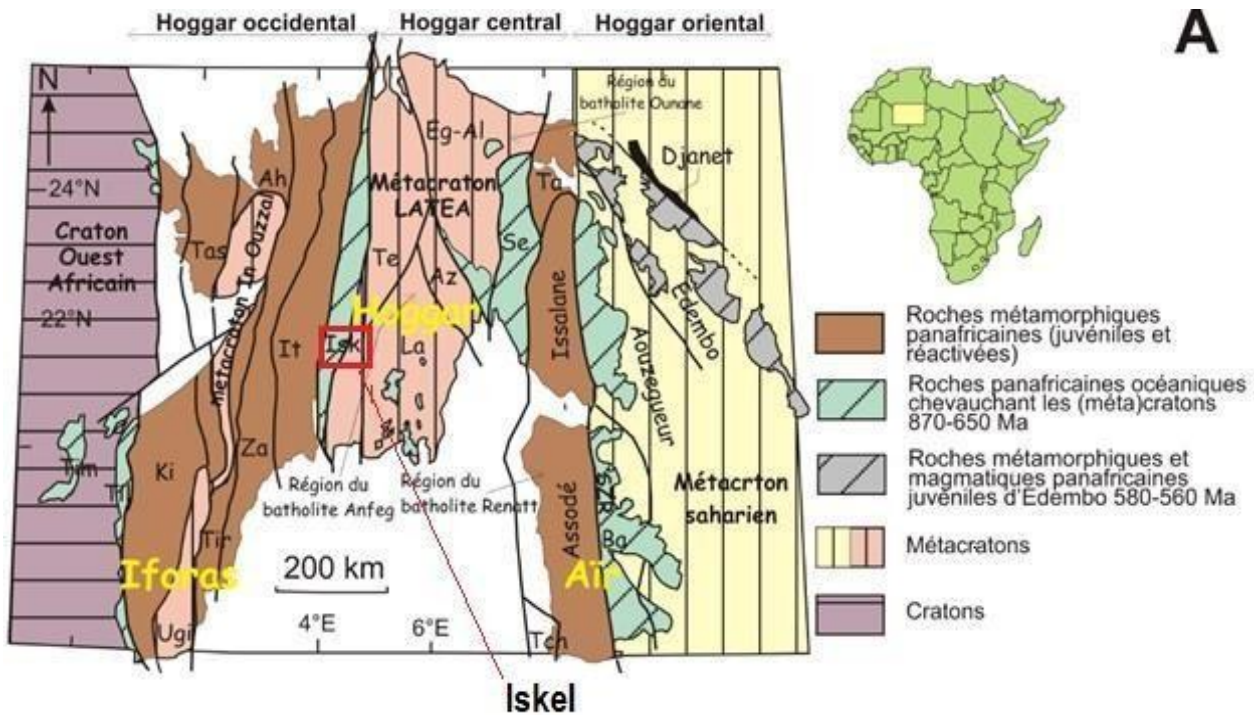 Hoggar occidental
Hoggar central
Hoggar oriental
A
N
Région du
batholite Ounane
Eg-Al
Djanet
24°N
Ah
Métacraton
LATEA
Ta
Craton
Ouest
Africain
Tas
métacraton In Ouzzal
Te
Se
Az
22°N
Hoggar
Edembo
It
Isk
La
Issalane
Aouzegueur
Tim
Ki
Za
Région du
batholite Anfeg
Région du
batholite Renatt
Assodé
Métacrton
saharien
Tir
Ba
Iforas
200 km
Aïr
4°E
6°E
Ugi
Tch
Iskel
Roches métamorphiques
panafricaines (juvéniles et
réactivées)
Roches panafricaines océaniques
chevauchant les (méta)cratons
870-650 Ma
Roches métamorphiques et
magmatiques panafricaines
juvéniles d'Edembo 580-560 Ma
Métacratons
Cratons